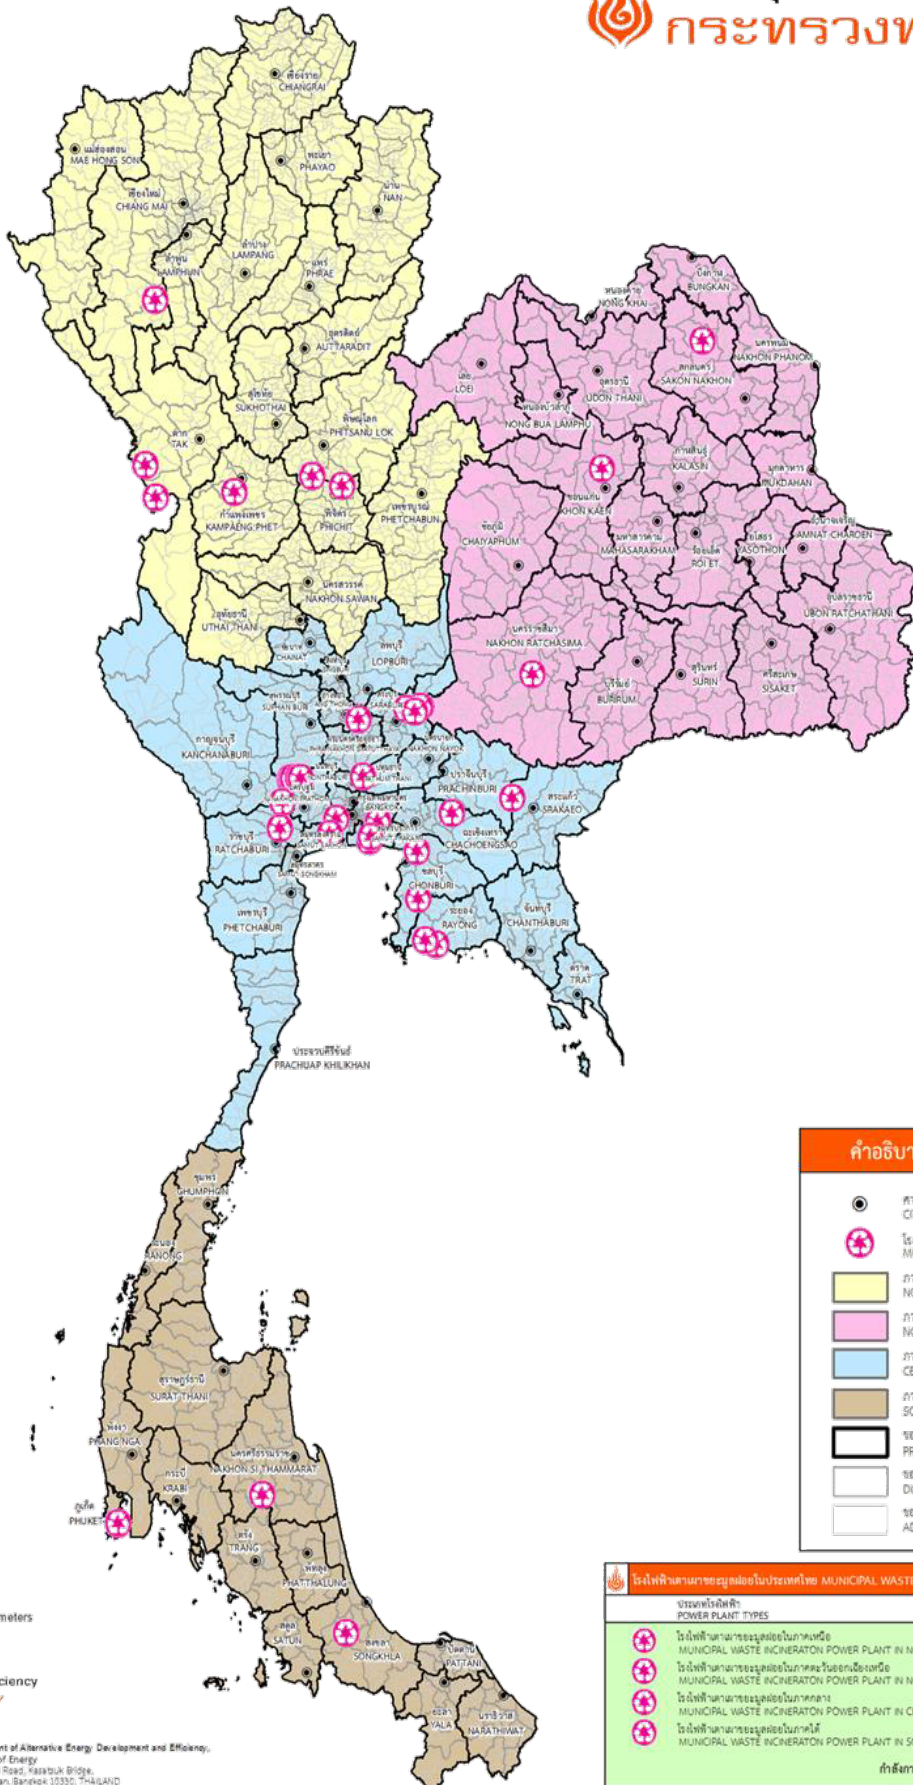 กระทรวงพ
เชียงราย
CHIANGRAI
แม่ฮ่องสอน
MAE HONG SON
พะเยา
PHAYAO
น่าน
NAN
เชียงใหม่
CHIANG MAI
ลำปาง
LAMPANG
ลำพูน
LAMPHUN
แพร่
PHRAE
อุตรดิตถ์
AUTTARADIT
สุโขทัย
SUKHOTHAI
พิษณุโลก
PHITSANU LOK
ตาก
TAK
กำแพงเพชร
KAMPAENG PHET
พิจิตร
PHICHIT
เพชรบูรณ์
PHETCHABUN
นครสวรรค์
NAKHON SAWAN
อุทัยธานี
UTHAI THANI
บึงกาฬ
BUNGKAN
หนองคาย
NONG KHAI
นครพนม
NAKHON PHANOM
สกลนคร
SAKON NAKHON
เลย
LOEI
อุดรธานี
UDON THANI
หนองบัวลำภู
NONG BUA LAMPHU
กาฬสินธุ์
KALASIN
มุกดาหาร
MUKDAHAN
ขอนแก่น
KHON KAEN
ชัยภูมิ
CHAIYAPHUM
มหาสารคาม
MAHASARAKHAM
ร้อยเอ็ด
ROI ET
ยโสธร
YASOTHON
อำนาจเจริญ
AMNAT CHAROEN
อุบลราชธานี
UBON RATCHATHANI
นครราชสีมา
NAKHON RATCHASIMA
บุรีรัมย์
BURIRUM
สุรินทร์
SURIN
ศรีสะเกษ
SISAKET
ชัยนาท
CHAINAT
ลพบุรี
LOPBURI
สุพรรณบุรี
SUPHAN BURI
สระบุรี
SARABURI
กาญจนบุรี
KANCHANABURI
NAKHON NAYOK
ปราจีนบุรี
PRACHINBURI
สระแก้ว
SRAKAEO
ฉะเชิงเทรา
CHACHOENGSAO
ราชบุรี
RATCHABURI
ชลบุรี
CHONBURI
ระยอง
RAYONG
จันทบุรี
CHANTHABURI
ตราด
TRAT
เพชรบุรี
PHETCHABURI
ประจวบคีรีขันธ์
PRACHUAP KHILIKHAN
ชุมพร
CHUMPHON
ระนอง
RANONG
สุราษฎร์ธานี
SURAT THANI
พังงา
PHANG NGA
นครศรีธรรมราช
NAKHON SI THAMMARAT
กระบี่
KRABI
ภูเก็ต
PHUKET
ตรัง
TRANG
พัทลุง
PHATTHALUNG
สตูล
SATUN
สงขลา
SONGKHLA
ปัตตานี
PATTANI
ยะลา
YALA
นราธิวาส
NARATHIWAT
คำอธิบา
โรงไฟฟ้าเตาเผาขยะมูลฝอยในประเทศไทย MUNICIPAL WASTE
ประเภทโรงไฟฟ้า
POWER PLANT TYPES
โรงไฟฟ้าเตาเผาขยะมูลฝอยในภาคเหนือ
MUNICIPAL WASTE INCINERATON POWER PLANT IN N
โรงไฟฟ้าเตาเผาขยะมูลฝอยในภาคตะวันออกเฉียงเหนือ
MUNICIPAL WASTE INCINERATON POWER PLANT IN N
โรงไฟฟ้าเตาเผาขยะมูลฝอยในภาคกลาง
MUNICIPAL WASTE INCINERATON POWER PLANT IN C
โรงไฟฟ้าเตาเผาขยะมูลฝอยในภาคใต้
MUNICIPAL WASTE INCINERATON POWER PLANT IN S
กำลังกา
meters
ciency
nt of Alternative Energy Development and Efficiency,
of Energy
Road, Kasatsuk Bridge,
an, Bangkok 10330, THAILAND